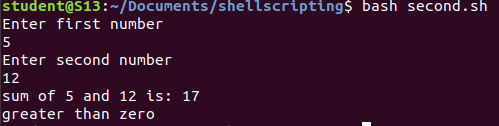 student@S13:~/Documents/shellscripting$ bash second.sh
Enter first number
5
Enter second number
12
sum of 5 and 12 is: 17
greater than zero